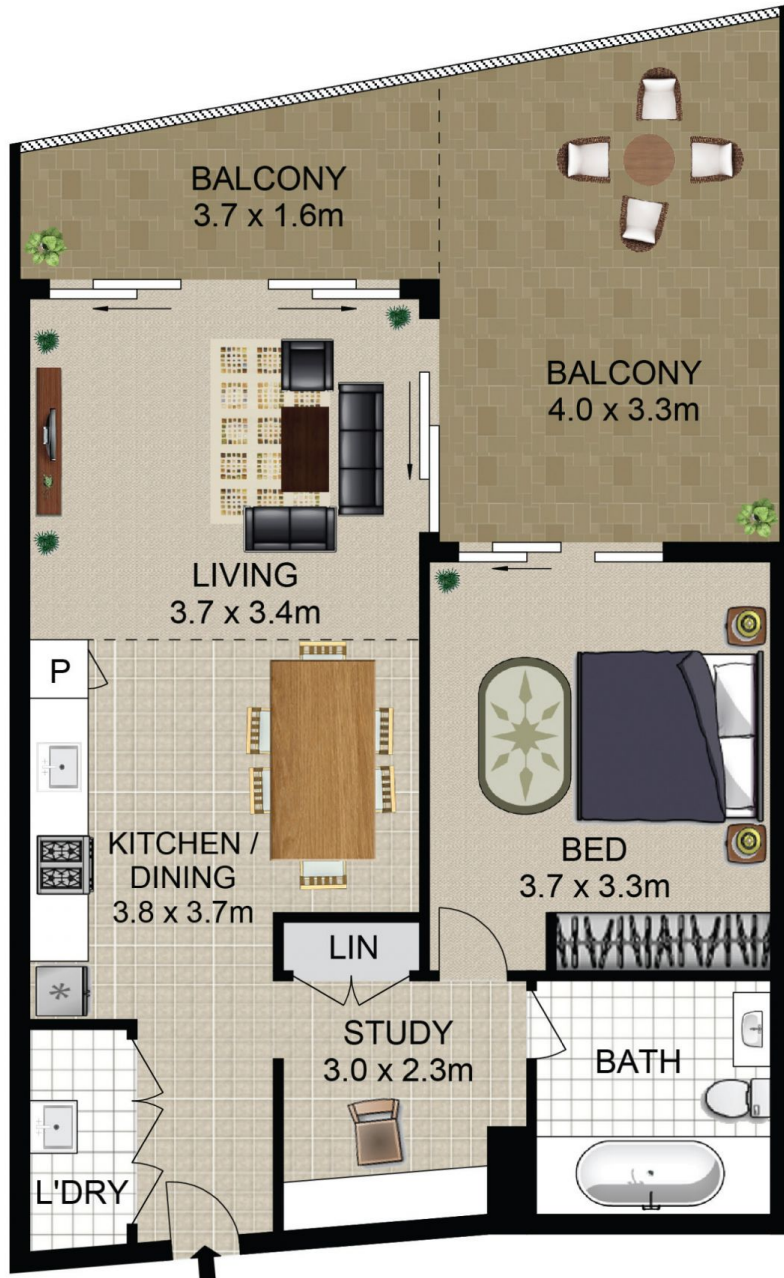 BALCONY
3.7 x 1.6m
BALCONY
4.0 x 3.3m
LIVING
3.7 x 3.4m
P
KITCHEN /
DINING
3.8 x 3.7m
BED
3.7 x 3.3m
LIN
STUDY
3.0 x 2.3m
BATH
L'DRY